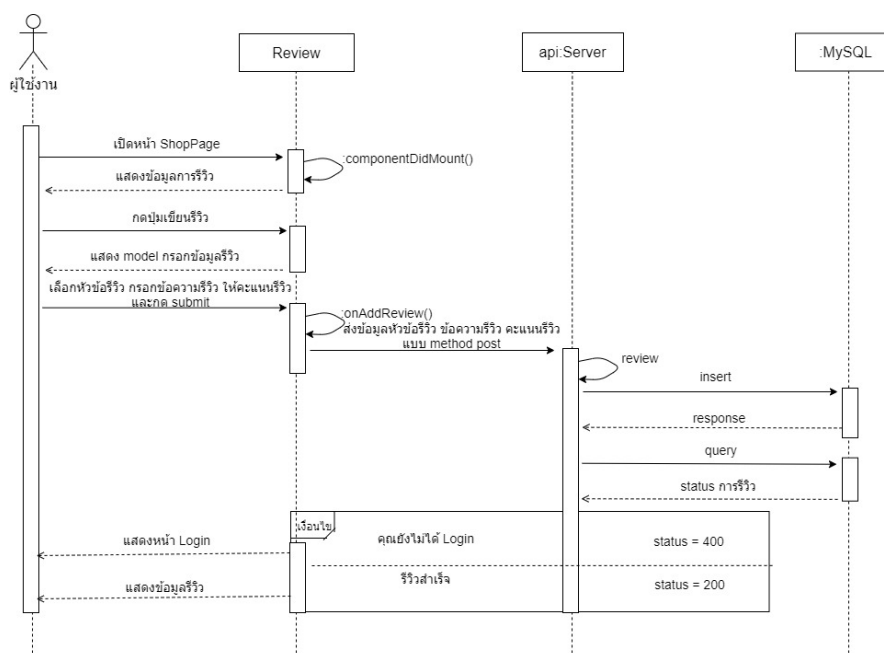 Review
api:Server
:MySQL
ผู้ใช้งาน
เปิดหน้า ShopPage
:componentDidMount()
แสดงข้อมูลการรีวิว
กดปุ่มเขียนรีวิว
แสดง model กรอกข้อมูลรีวิว
เลือกหัวข้อรีวิว กรอกข้อความรีวิว ให้คะแนนรีวิว
และกด submit
:onAddReview()
ส่งข้อมูลหัวข้อรีวิว ข้อความรีวิว คะแนนรีวิว
แบบ method post
review
insert
response
query
status การรีวิว
เงื่อนไข
แสดงหน้า Login
คุณยังไม่ได้ Login
status = 400
แสดงข้อมูลรีวิว
รีวิวสำเร็จ
status = 200